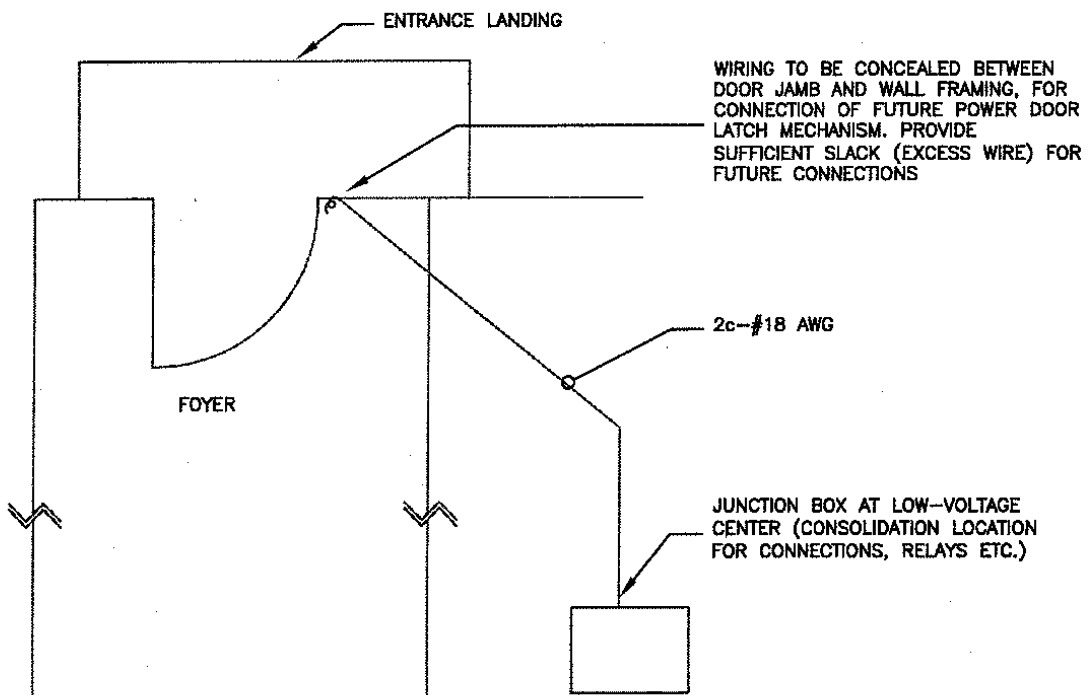 ENTRANCE LANDING
WIRING TO BE CONCEALED BETWEEN
DOOR JAMB AND WALL FRAMING, FOR
CONNECTION OF FUTURE POWER DOOR
LATCH MECHANISM. PROVIDE
SUFFICIENT SLACK (EXCESS WIRE) FOR
FUTURE CONNECTIONS
2c-#18 AWG
FOYER
JUNCTION BOX AT LOW-VOLTAGE
CENTER (CONSOLIDATION LOCATION
FOR CONNECTIONS, RELAYS ETC.)